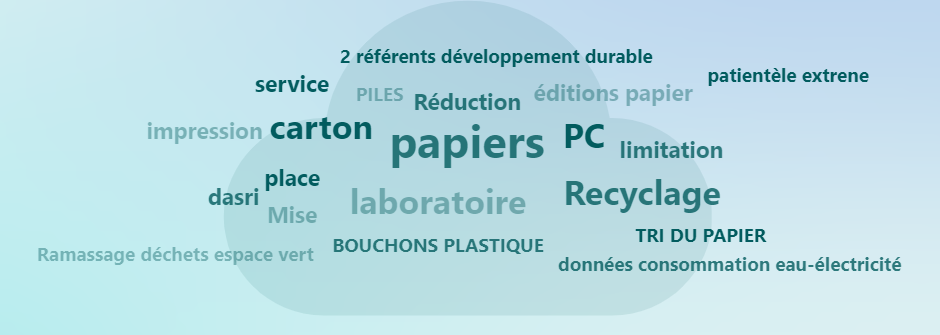 2 référents développement durable
patientèle extrene
service
PILES
Réduction
éditions papier
impression
carton
papiers
PC
limitation
place
dasri
Mise
laboratoire
Recyclage
TRI DU PAPIER
BOUCHONS PLASTIQUE
Ramassage déchets espace vert
données consommation eau-électricité